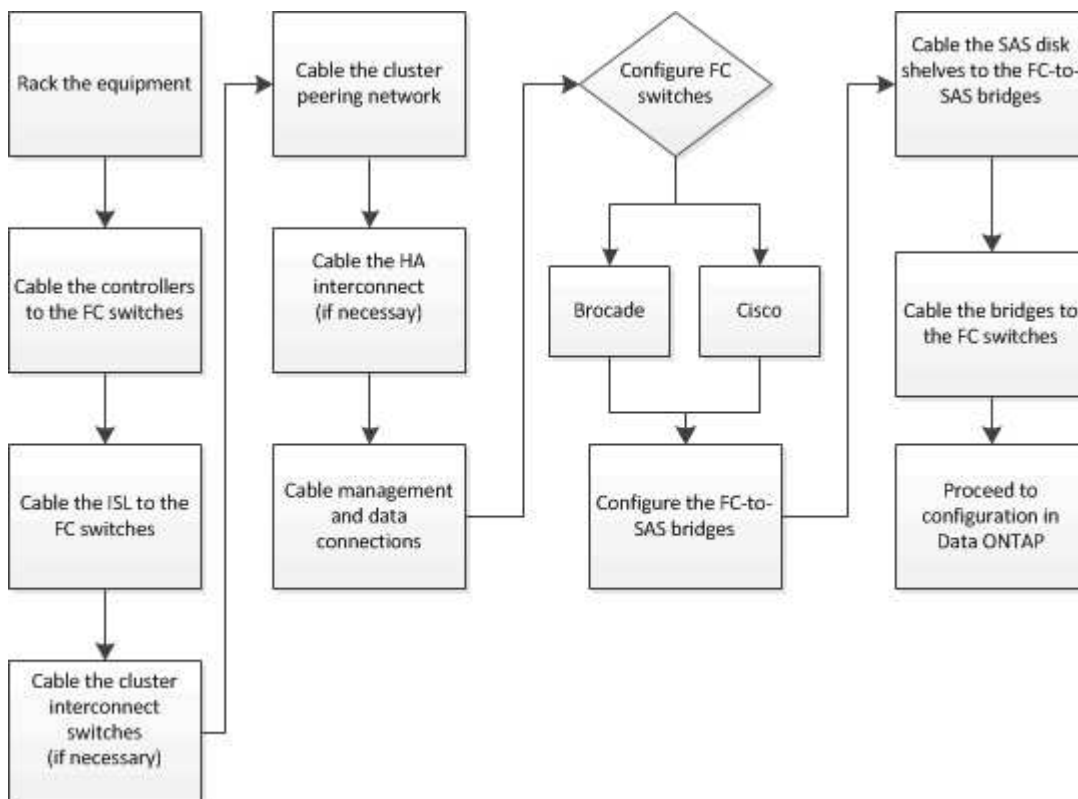 Rack the equipment
Cable the controllers
to the FC switches
Cable the ISL to the
FC switches
Cable the cluster
interconnect
switches
(if necessary)
Cable the cluster
peering network
Cable the HA
interconnect
(if necessay)
Cable management
and data
connections
Configure FC
switches
Brocade
Cisco
Configure the FC-to-
SAS bridges
Cable the SAS disk
shelves to the FC-to-
SAS bridges
Cable the bridges to
the FC switches
Proceed to
configuration in
Data ONTAP